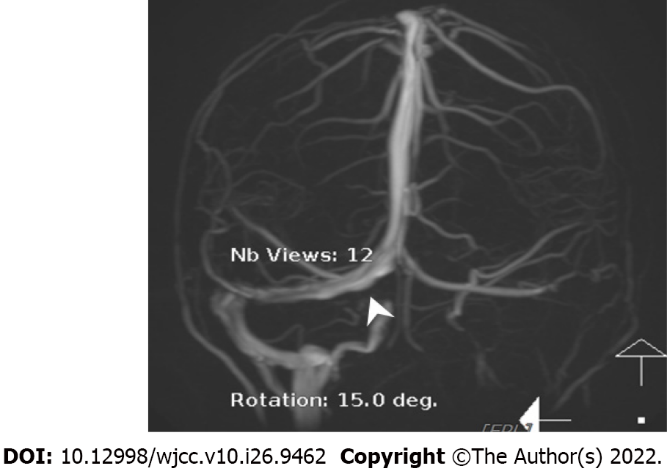 Nb Views: 12
Rotation: 15.0 deg.
DOI: 10.12998/wjcc.v10.i26.9462 Copyright ©The Author(s) 2022.